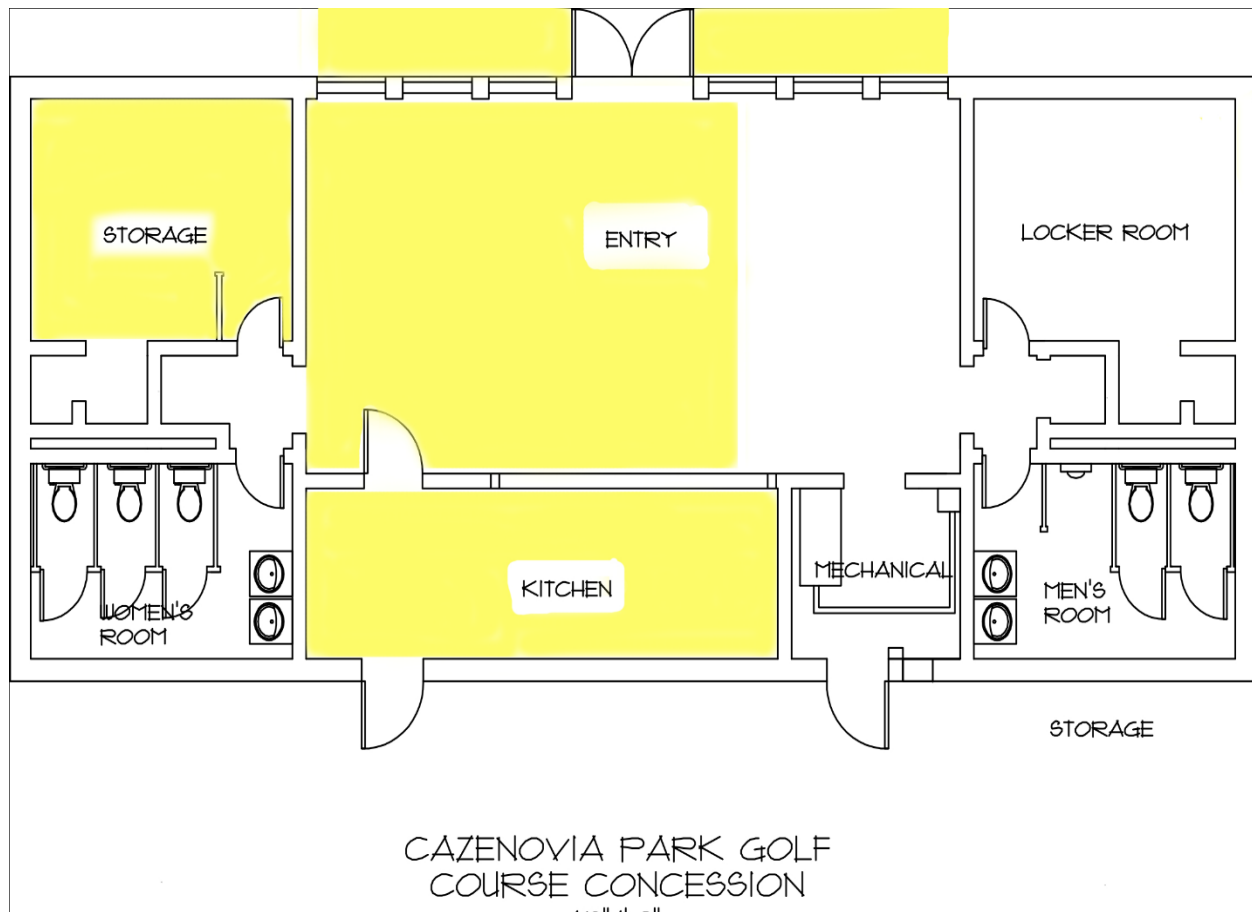 STORAGE
ENTRY
LOCKER ROOM
KITCHEN
MECHANICAL
WOMEN'S
ROOM
MEN'S
ROOM
STORAGE
CAZENOVIA PARK GOLF
COURSE CONCESSION